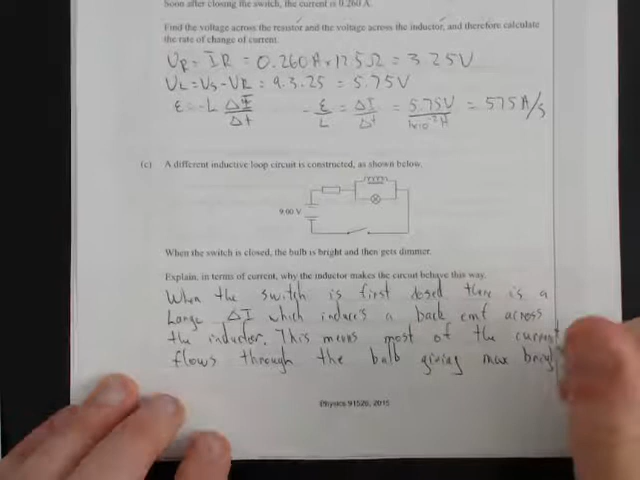 Soon after closing the switch, the current is 0.260 A.
Find the voltage across the resistor and the voltage across the inductor, and therefore calculate
the rate of change of current.
VR = IR = 0.260A × 12.5Ω = 3.25V
VL = VS - VR = 9 - 3.25 = 5.75V
ε = -L ΔI/Δt - ε/L = ΔI/Δt = 5.75V/1×10⁻²H = 575 A/s
(c) A different inductive loop circuit is constructed, as shown below.
9.00 V
When the switch is closed, the bulb is bright and then gets dimmer.
Explain, in terms of current, why the inductor makes the circuit behave this way.
When the switch is first closed there is a
Large ΔI which induces a back emf across
the inductor. This means most of the current
flows through the bulb giving max brig
Physics 91526, 2015